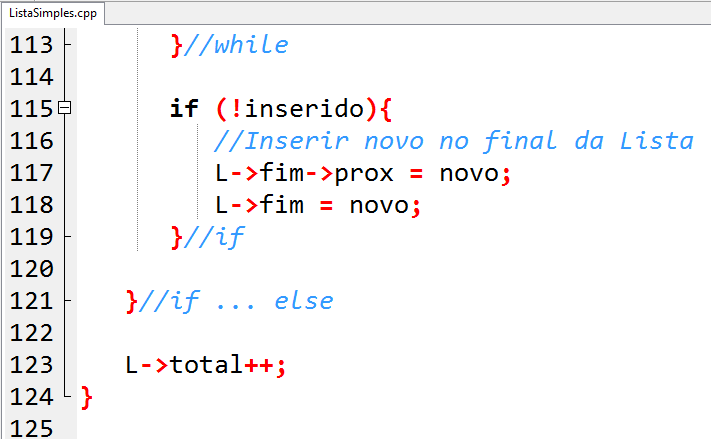 ListaSimples.cpp
113 }//while
114
115 if (!inserido){
116 //Inserir novo no final da Lista
117 L->fim->prox = novo;
118 L->fim = novo;
119 }//if
120
121 }//if ... else
122
123 L->total++;
124 }
125